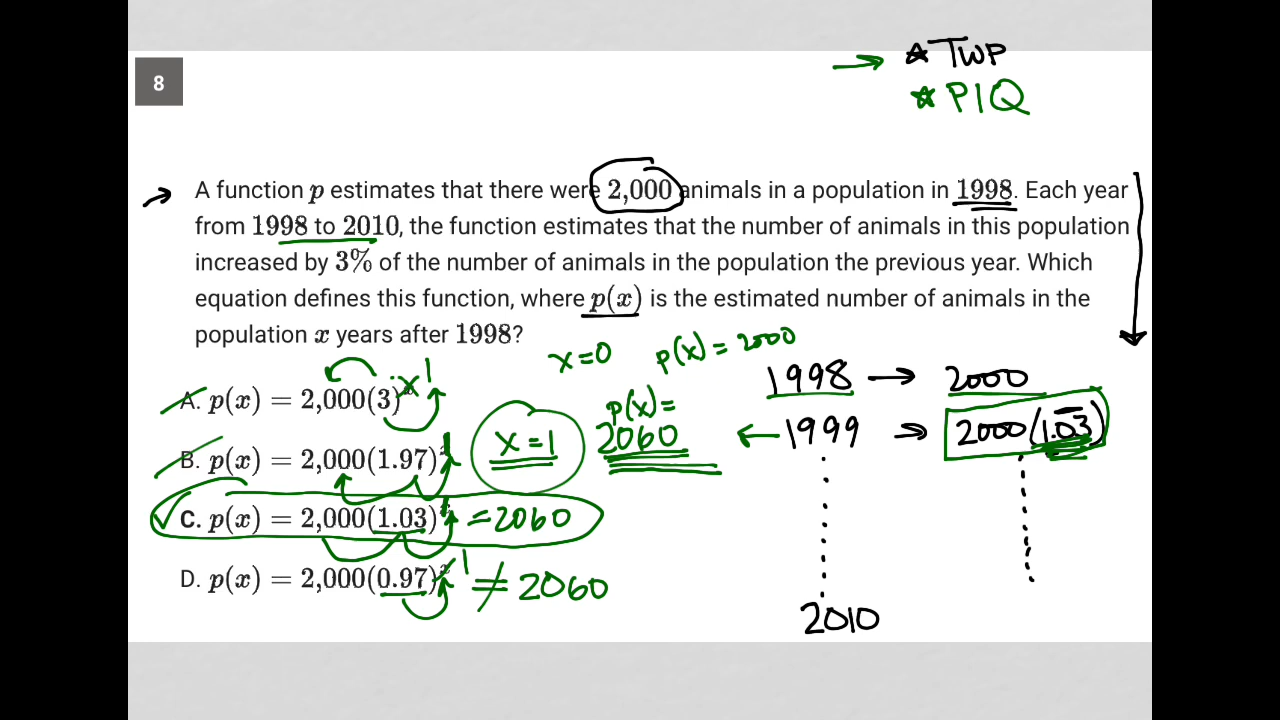 ☆ TWP
→ ☆ PIQ
8
→ A function p estimates that there were 2,000 animals in a population in 1998. Each year
from 1998 to 2010, the function estimates that the number of animals in this population
increased by 3% of the number of animals in the population the previous year. Which
equation defines this function, where p(x) is the estimated number of animals in the
population x years after 1998?
x=0 p(x) = 2000
A. p(x) = 2,000(3)^x
·x 1
B. p(x) = 2,000(1.97)^x
1
C. p(x) = 2,000(1.03)^x = 2060
1
D. p(x) = 2,000(0.97)^x ≠ 2060
1
x=1
p(x)=
2060
1998 → 2000
← 1999 → 2000(1.03)
2010